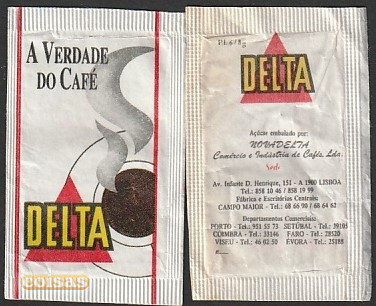 A VERDADE
DO CAFÉ
DELTA
coisas
DELTA
Açúcar embalado por:
NOVADELTA
Comércio e Indústria de Cafés, Lda.
Sede
Av. Infante D. Henrique, 151 - A 1900 LISBOA
Tel.: 858 10 46 / 858 19 99
Fábrica e Escritórios Centrais:
CAMPO MAIOR - Tel.: 68 66 90 / 68 64 62
Departamentos Comerciais:
PORTO - Tel.: 951 55 73 SETÚBAL - Tel.: 39105
COIMBRA - Tel.: 33146 FARO - Tel.: 28520
VISEU - Tel.: 46 02 50 ÉVORA - Tel.: 25188